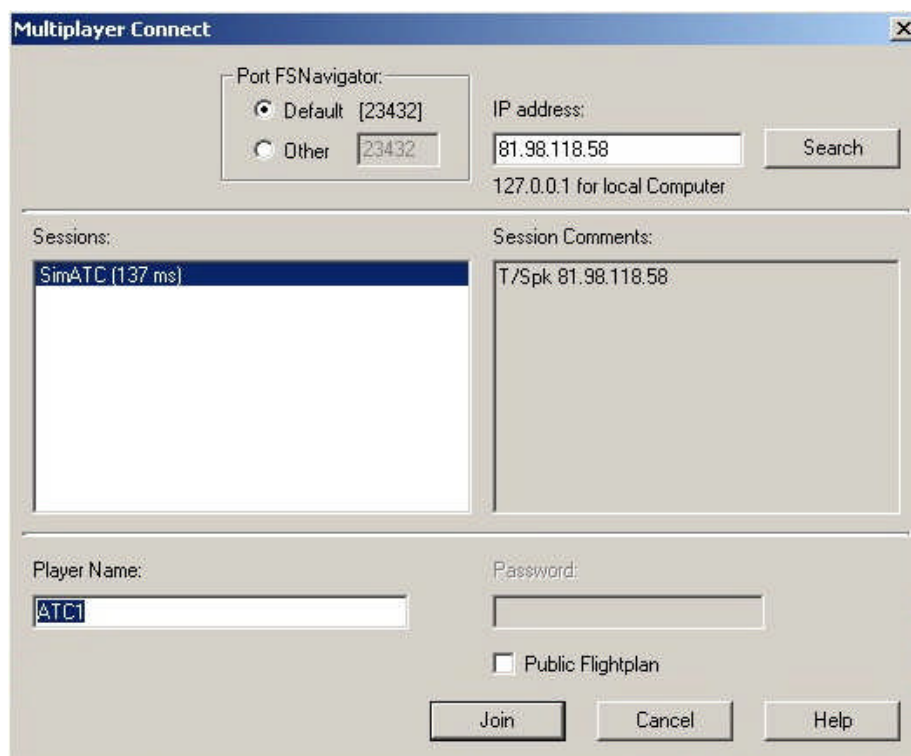 Multiplayer Connect
Port FSNavigator:
Default [23432]
Other 23432
IP address:
81.98.118.58
Search
127.0.0.1 for local Computer
Sessions:
SimATC (137 ms)
Session Comments:
T/Spk 81.98.118.58
Player Name:
ATC1
Password:
Public Flightplan
Join
Cancel
Help